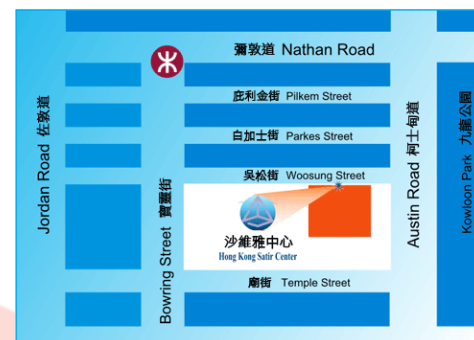 彌敦道 Nathan Road
庇利金街 Pilkem Street
白加士街 Parkes Street
吳松街 Woosung Street
沙維雅中心
Hong Kong Satir Center
廟街 Temple Street
Jordan Road 佐敦道
Bowring Street 寶靈街
Austin Road 柯士甸道
Kowloon Park 九龍公園